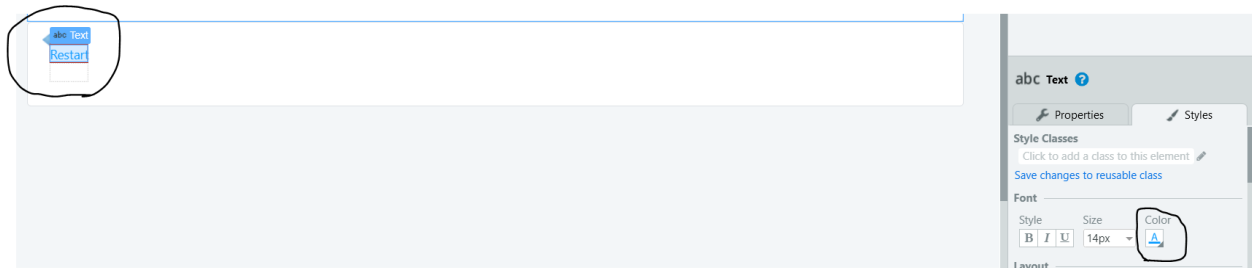 abc Text
Restart
abc Text ?
Properties Styles
Style Classes
Click to add a class to this element
Save changes to reusable class
Font
Style Size Color
B I U 14px A
Layout